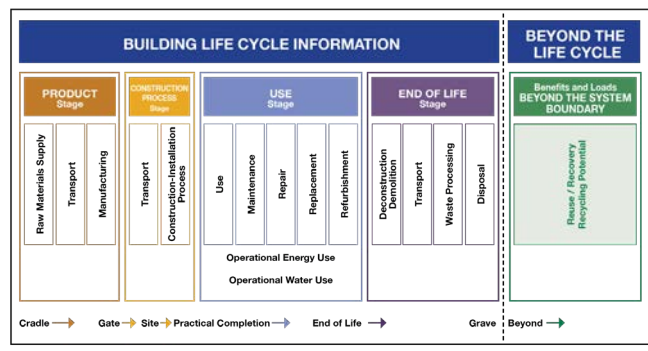 BUILDING LIFE CYCLE INFORMATION
BEYOND THE
LIFE CYCLE
PRODUCT
Stage
CONSTRUCTION
PROCESS
Stage
USE
Stage
END OF LIFE
Stage
Benefits and Loads
BEYOND THE SYSTEM
BOUNDARY
Raw Materials Supply
Transport
Manufacturing
Transport
Construction-Installation
Process
Use
Maintenance
Repair
Replacement
Refurbishment
Operational Energy Use
Operational Water Use
Deconstruction
Demolition
Transport
Waste Processing
Disposal
Reuse / Recovery
Recycling Potential
Cradle
Gate
Site
Practical Completion
End of Life
Grave
Beyond